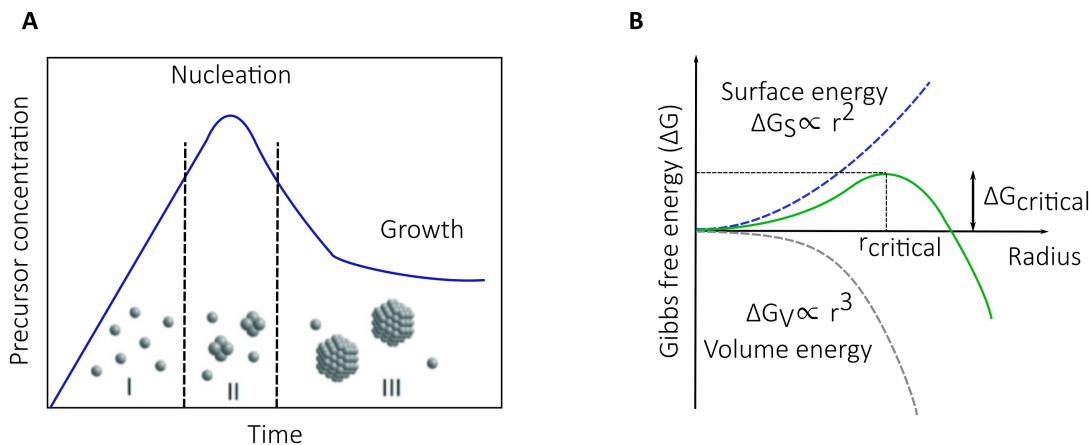 A
Nucleation
Precursor concentration
Growth
I
II
III
Time
B
Surface energy
ΔGS∝ r2
Gibbs free energy (ΔG)
ΔGcritical
rcritical
Radius
ΔGV∝ r3
Volume energy